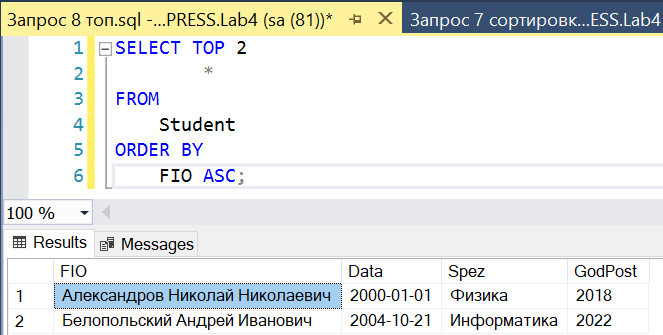 Запрос 8 топ.sql -...PRESS.Lab4 (sa (81))* Запрос 7 сортировк...ESS.Lab4
1 SELECT TOP 2
2 *
3 FROM
4 Student
5 ORDER BY
6 FIO ASC;
100 %
Results Messages
FIO Data Spez GodPost
1 Александров Николай Николаевич 2000-01-01 Физика 2018
2 Белопольский Андрей Иванович 2004-10-21 Информатика 2022